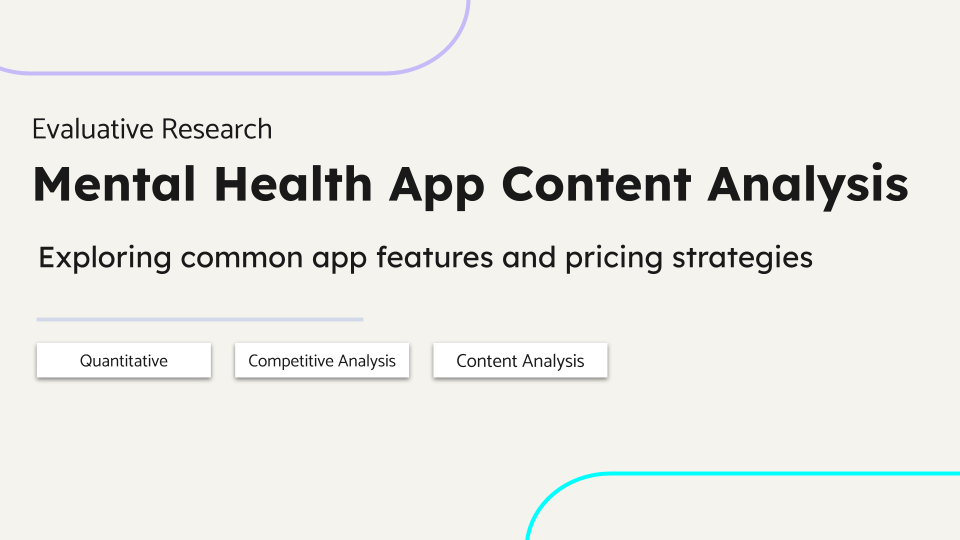 Evaluative Research
Mental Health App Content Analysis
Exploring common app features and pricing strategies
Quantitative
Competitive Analysis
Content Analysis